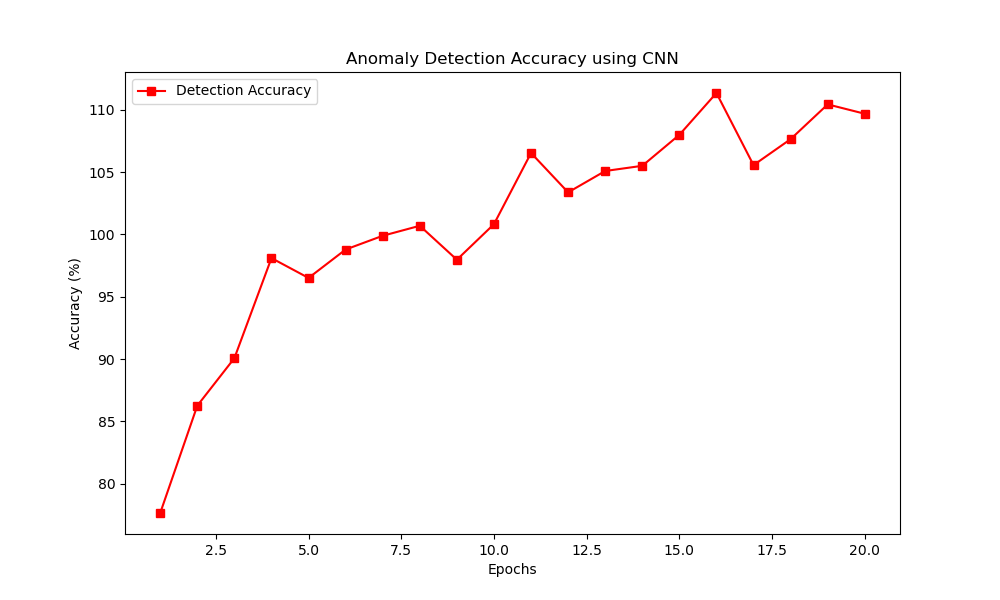 Anomaly Detection Accuracy using CNN
Detection Accuracy
110
105
100
95
90
85
80
Accuracy (%)
2.5 5.0 7.5 10.0 12.5 15.0 17.5 20.0
Epochs